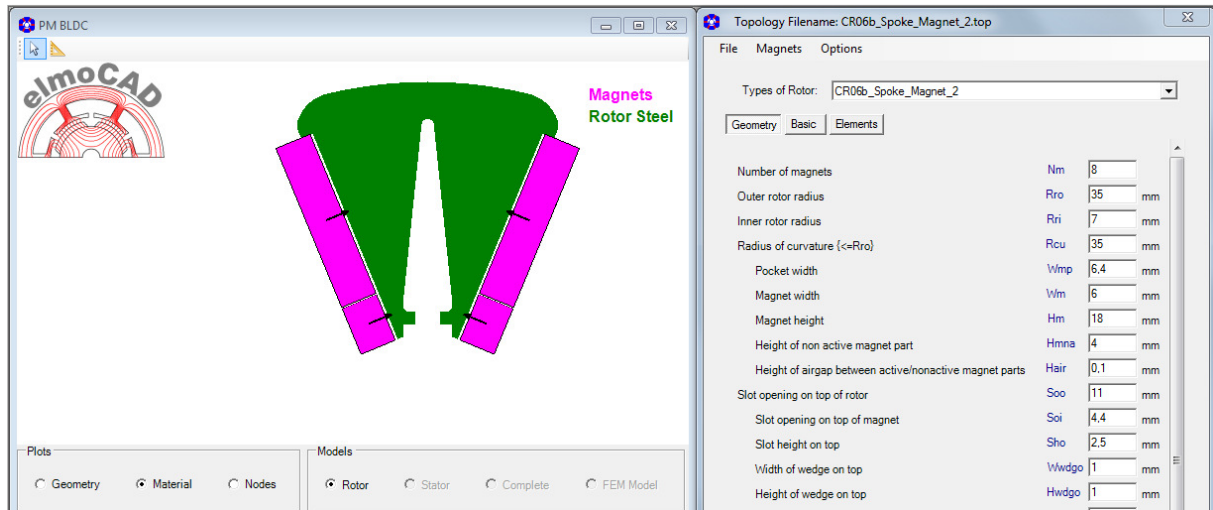 PM BLDC
elmoCAD
Magnets
Rotor Steel
Plots
Geometry Material Nodes
Models
Rotor Stator Complete FEM Model
Topology Filename: CR06b_Spoke_Magnet_2.top
File Magnets Options
Types of Rotor: CR06b_Spoke_Magnet_2
Geometry Basic Elements
Number of magnets Nm 8
Outer rotor radius Rro 35 mm
Inner rotor radius Rri 7 mm
Radius of curvature {<=Rro} Rcu 35 mm
Pocket width Wmp 6,4 mm
Magnet width Wm 6 mm
Magnet height Hm 18 mm
Height of non active magnet part Hmna 4 mm
Height of airgap between active/nonactive magnet parts Hair 0,1 mm
Slot opening on top of rotor Soo 11 mm
Slot opening on top of magnet Soi 4,4 mm
Slot height on top Sho 2,5 mm
Width of wedge on top Wwdgo 1 mm
Height of wedge on top Hwdgo 1 mm